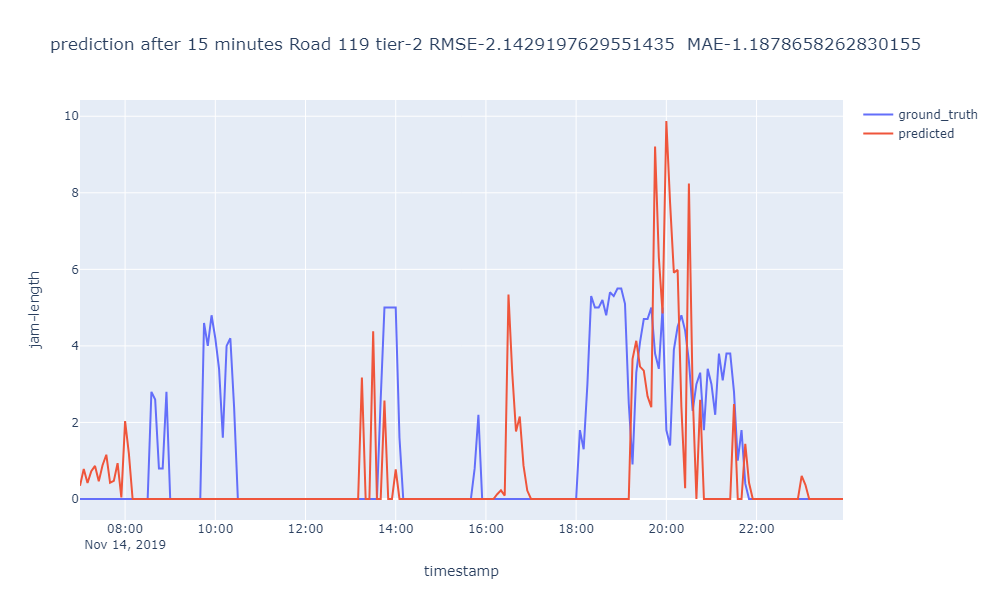 prediction after 15 minutes Road 119 tier-2 RMSE-2.1429197629551435  MAE-1.1878658262830155
ground_truth
predicted
10
8
6
4
2
0
jam-length
08:00 10:00 12:00 14:00 16:00 18:00 20:00 22:00
Nov 14, 2019
timestamp